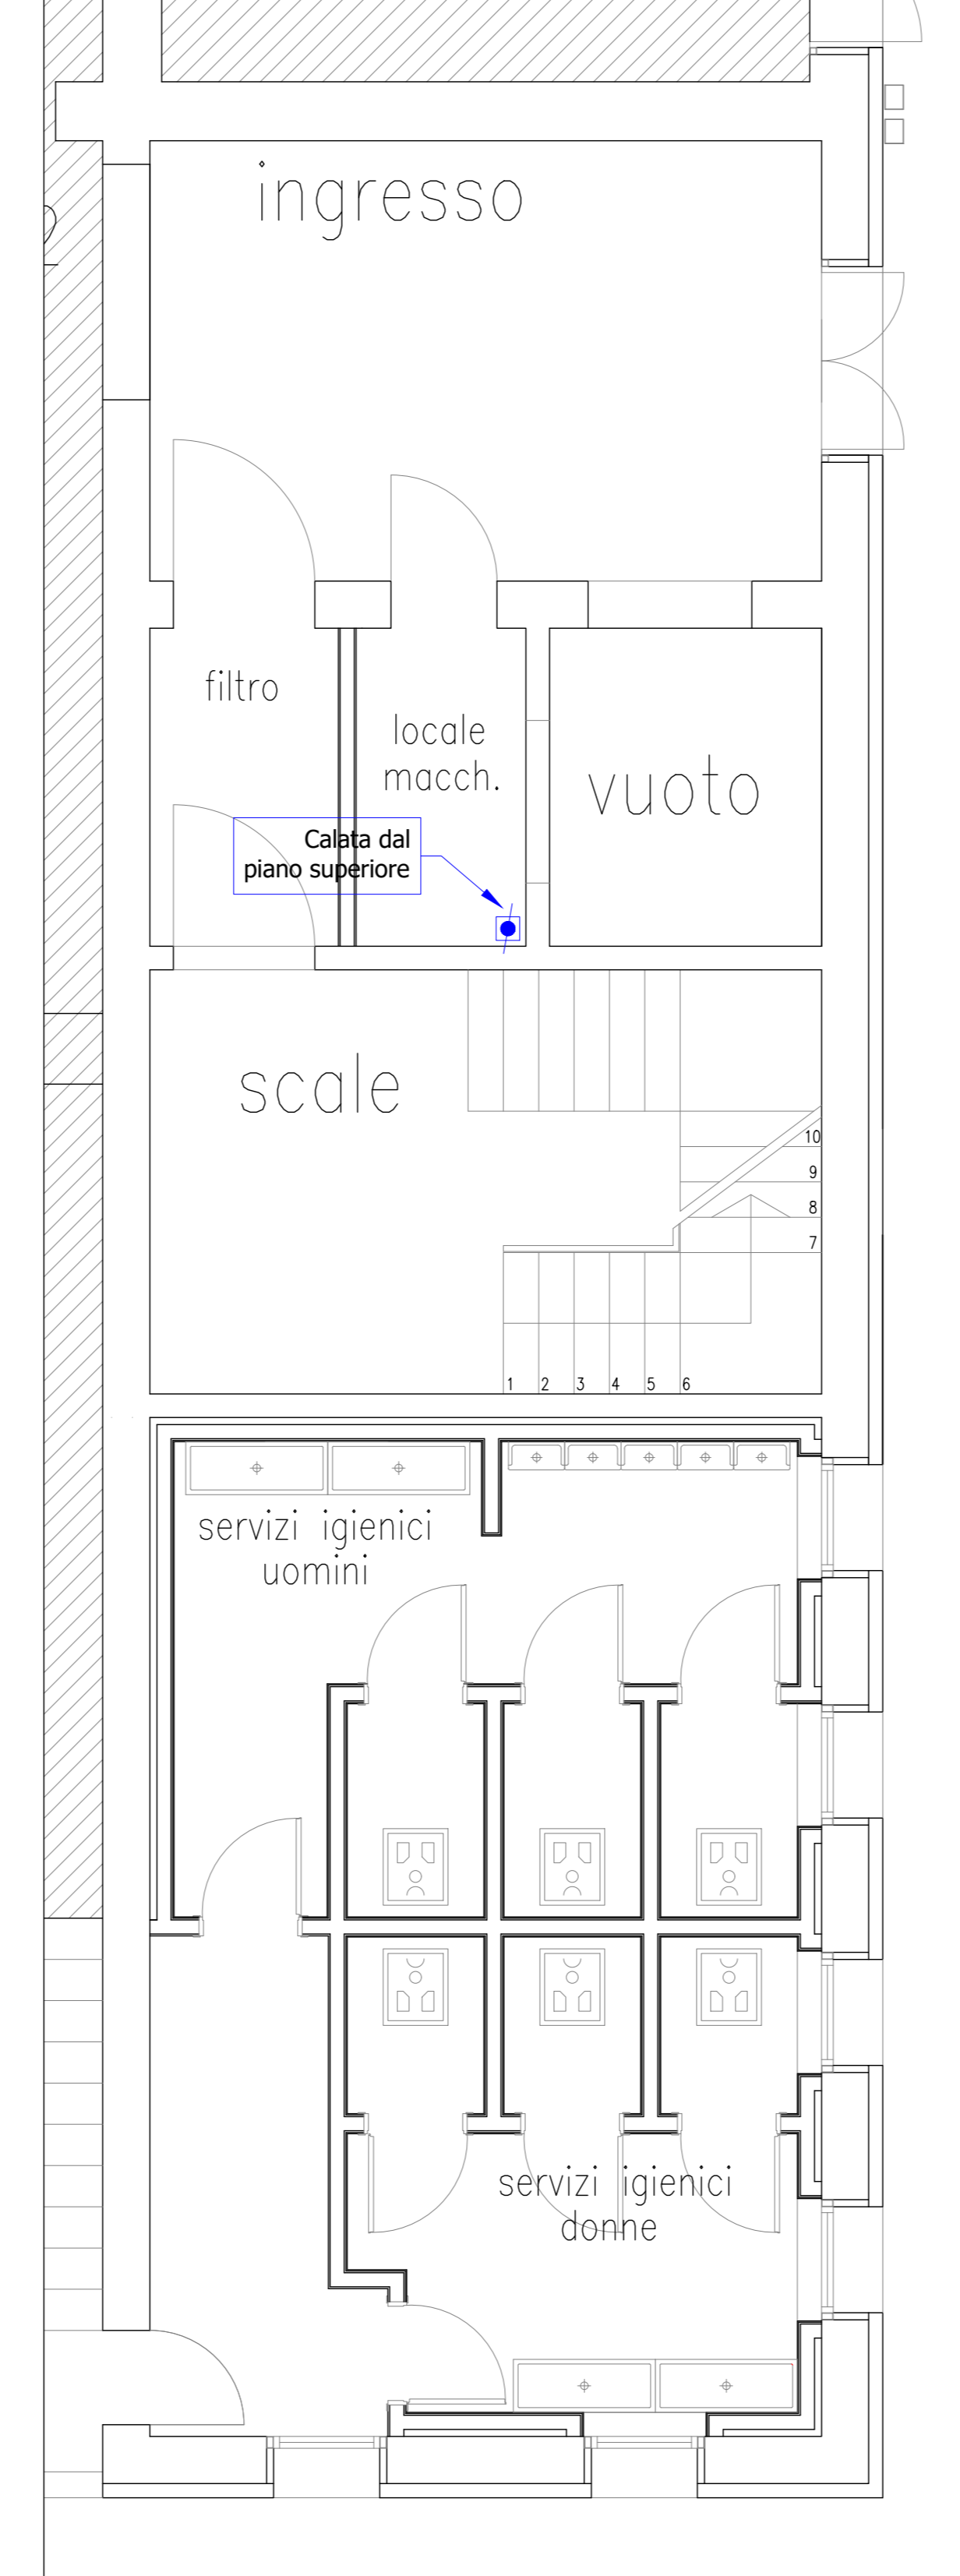 ingresso
filtro
locale
macch.
vuoto
Calata dal
piano superiore
scale
10
9
8
7
1 2 3 4 5 6
servizi igienici
uomini
servizi igienici
donne